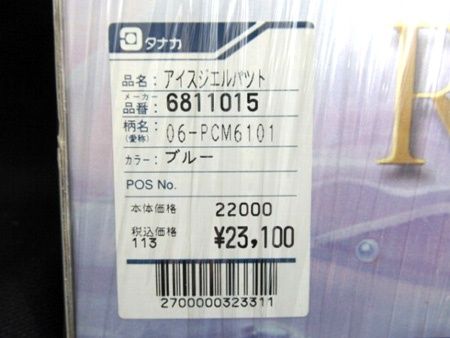 タナカ
品名：アイスジエルパツト
メーカー
品番：6811015
柄名：06-PCM6101
(愛称)
カラー：ブルー
POS No.
本体価格 22000
税込価格 ¥23,100
113
2700000323311
R